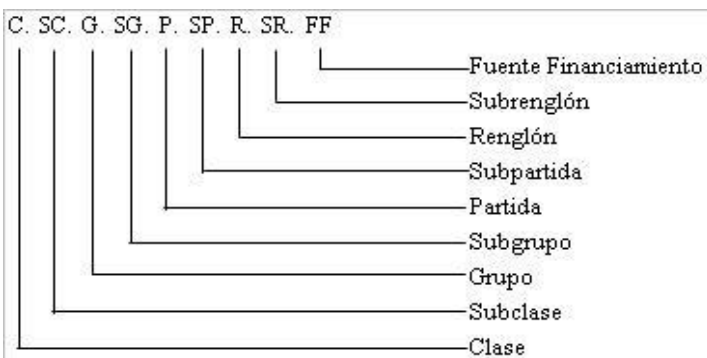 C. SC. G. SG. P. SP. R. SR. FF
Fuente Financiamiento
Subrenglón
Renglón
Subpartida
Partida
Subgrupo
Grupo
Subclase
Clase